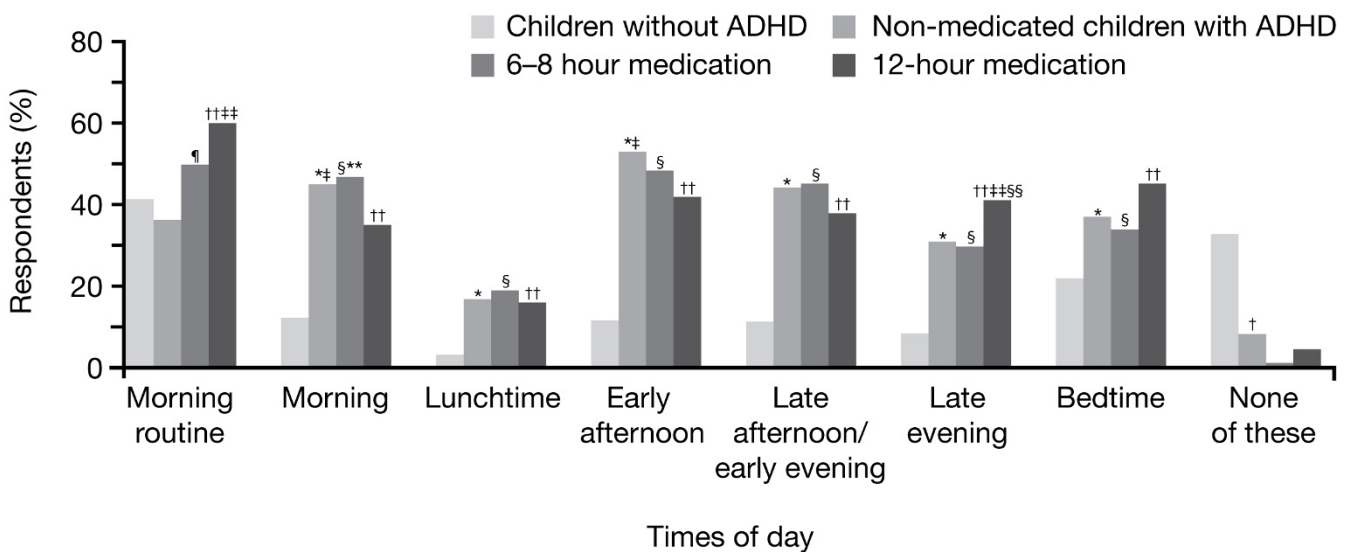 Children without ADHD
Non-medicated children with ADHD
6–8 hour medication
12-hour medication
Respondents (%)
80
60
40
20
0
¶
††‡‡
*‡
§**
††
*
§
††
*‡
§
††
*
§
††
*
§
††‡‡§§
*
§
††
†
Morning
routine
Morning
Lunchtime
Early
afternoon
Late
afternoon/
early evening
Late
evening
Bedtime
None
of these
Times of day